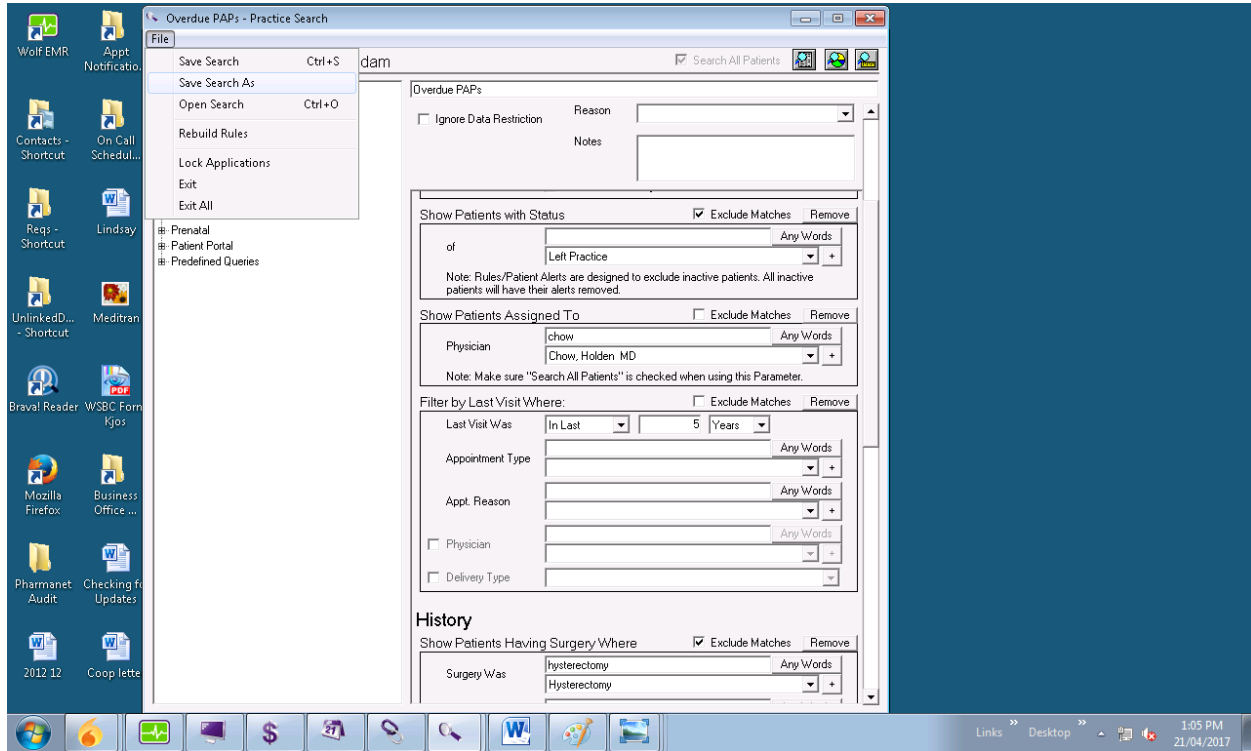 Overdue PAPs - Practice Search
File
Save Search Ctrl+S
Save Search As
Open Search Ctrl+O
Rebuild Rules
Lock Applications
Exit
Exit All
dam
Search All Patients
Prenatal
Patient Portal
Predefined Queries
Overdue PAPs
Ignore Data Restriction
Reason
Notes
Show Patients with Status
Exclude Matches Remove
Any Words
of
Left Practice
+
Note: Rules/Patient Alerts are designed to exclude inactive patients. All inactive
patients will have their alerts removed.
Show Patients Assigned To
Exclude Matches Remove
chow Any Words
Physician
Chow, Holden MD
+
Note: Make sure "Search All Patients" is checked when using this Parameter.
Filter by Last Visit Where:
Exclude Matches Remove
Last Visit Was In Last 5 Years
Any Words
Appointment Type
+
Any Words
Appt. Reason
+
Any Words
Physician
+
Delivery Type
History
Show Patients Having Surgery Where
Exclude Matches Remove
hysterectomy Any Words
Surgery Was
Hysterectomy
+
Wolf EMR
Appt
Notificatio.
Contacts -
Shortcut
On Call
Schedul...
Reqs -
Shortcut
Lindsay
UnlinkedD...
- Shortcut
Meditran
Brava! Reader
PDF
WSBC Forn
Kjos
Mozilla
Firefox
Business
Office ...
Pharmanet
Audit
Checking fo
Updates
2012 12
Coop lette
21
Links
Desktop
1:05 PM
21/04/2017